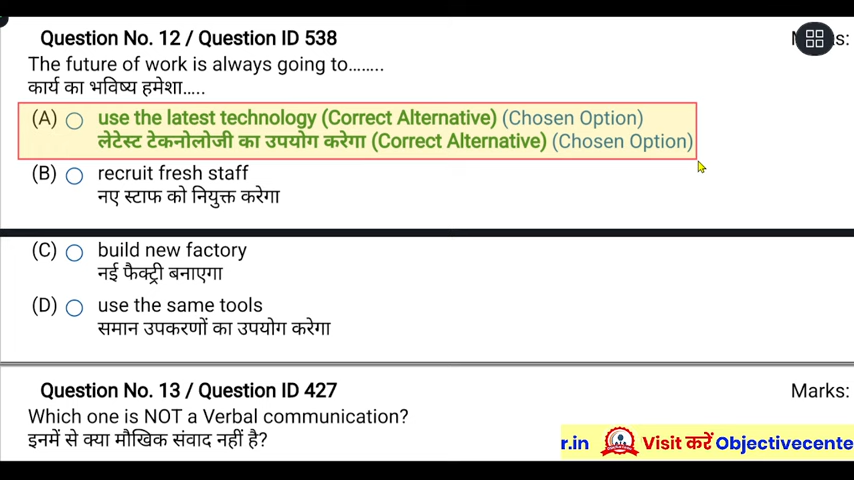 Question No. 12 / Question ID 538
s:
The future of work is always going to........
कार्य का भविष्य हमेशा.....
(A) use the latest technology (Correct Alternative) (Chosen Option)
लेटेस्ट टेकनोलोजी का उपयोग करेगा (Correct Alternative) (Chosen Option)
(B) recruit fresh staff
नए स्टाफ को नियुक्त करेगा
(C) build new factory
नई फैक्ट्री बनाएगा
(D) use the same tools
समान उपकरणों का उपयोग करेगा
Question No. 13 / Question ID 427
Marks:
Which one is NOT a Verbal communication?
इनमें से क्या मौखिक संवाद नहीं है?
r.in Visit करें Objectivecente